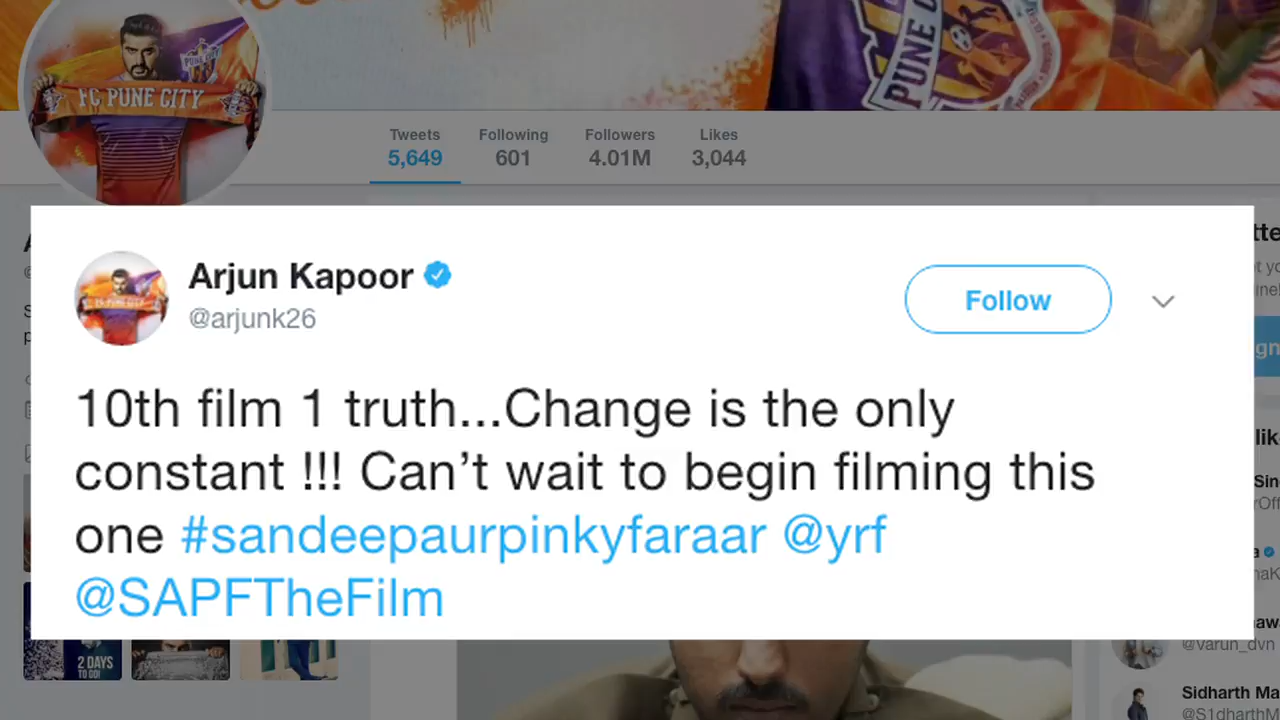 PUNE CITY
FC PUNE CITY
PUNE
Tweets Following Followers Likes
5,649 601 4.01M 3,044
Arjun Kapoor
@arjunk26
Follow
10th film 1 truth...Change is the only
constant !!! Can’t wait to begin filming this
one #sandeepaurpinkyfaraar @yrf
@SAPFTheFilm
2 DAYS
TO GO!
@Varun_dvn
Sidharth Ma
@S1dharthM